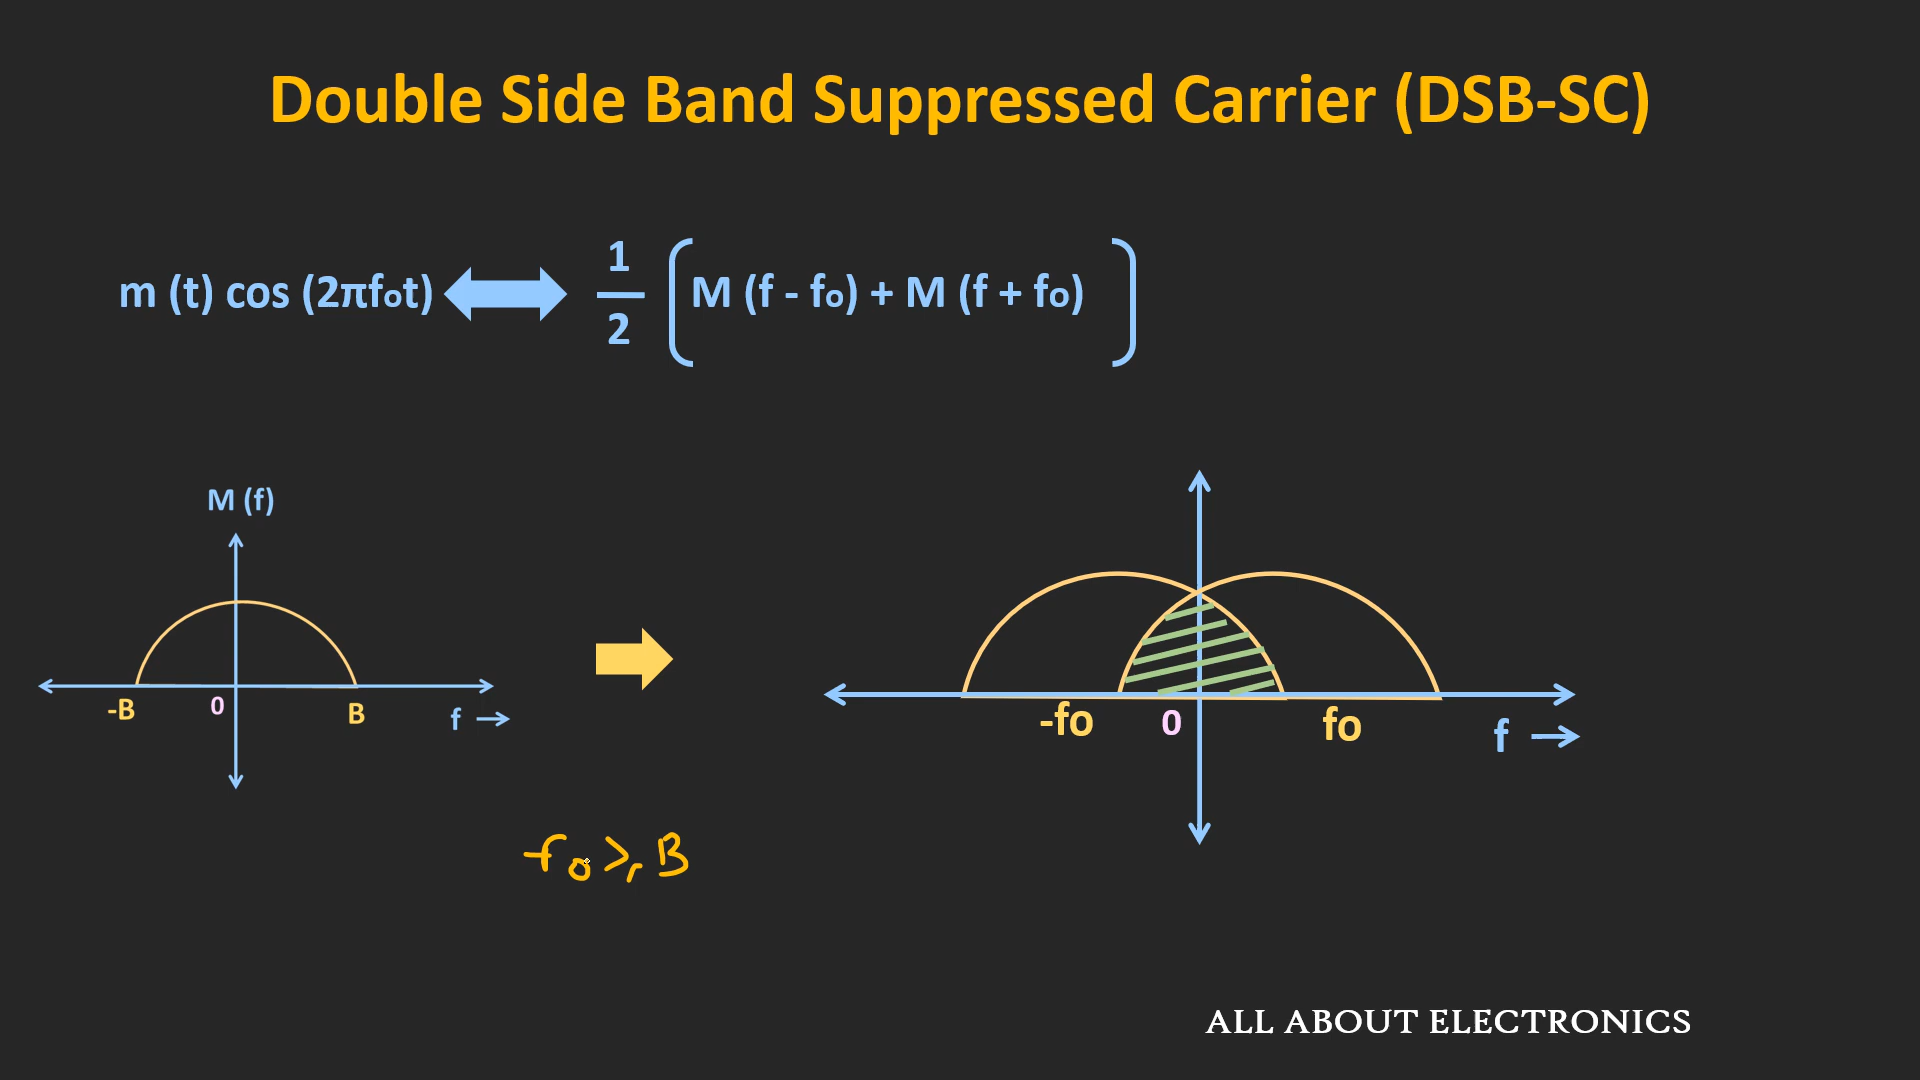 Double Side Band Suppressed Carrier (DSB-SC)
m (t) cos (2πfot) 1/2 [M (f - fo) + M (f + fo)]
M (f)
-B 0 B f
-fo 0 fo f
fo ≥ B
ALL ABOUT ELECTRONICS